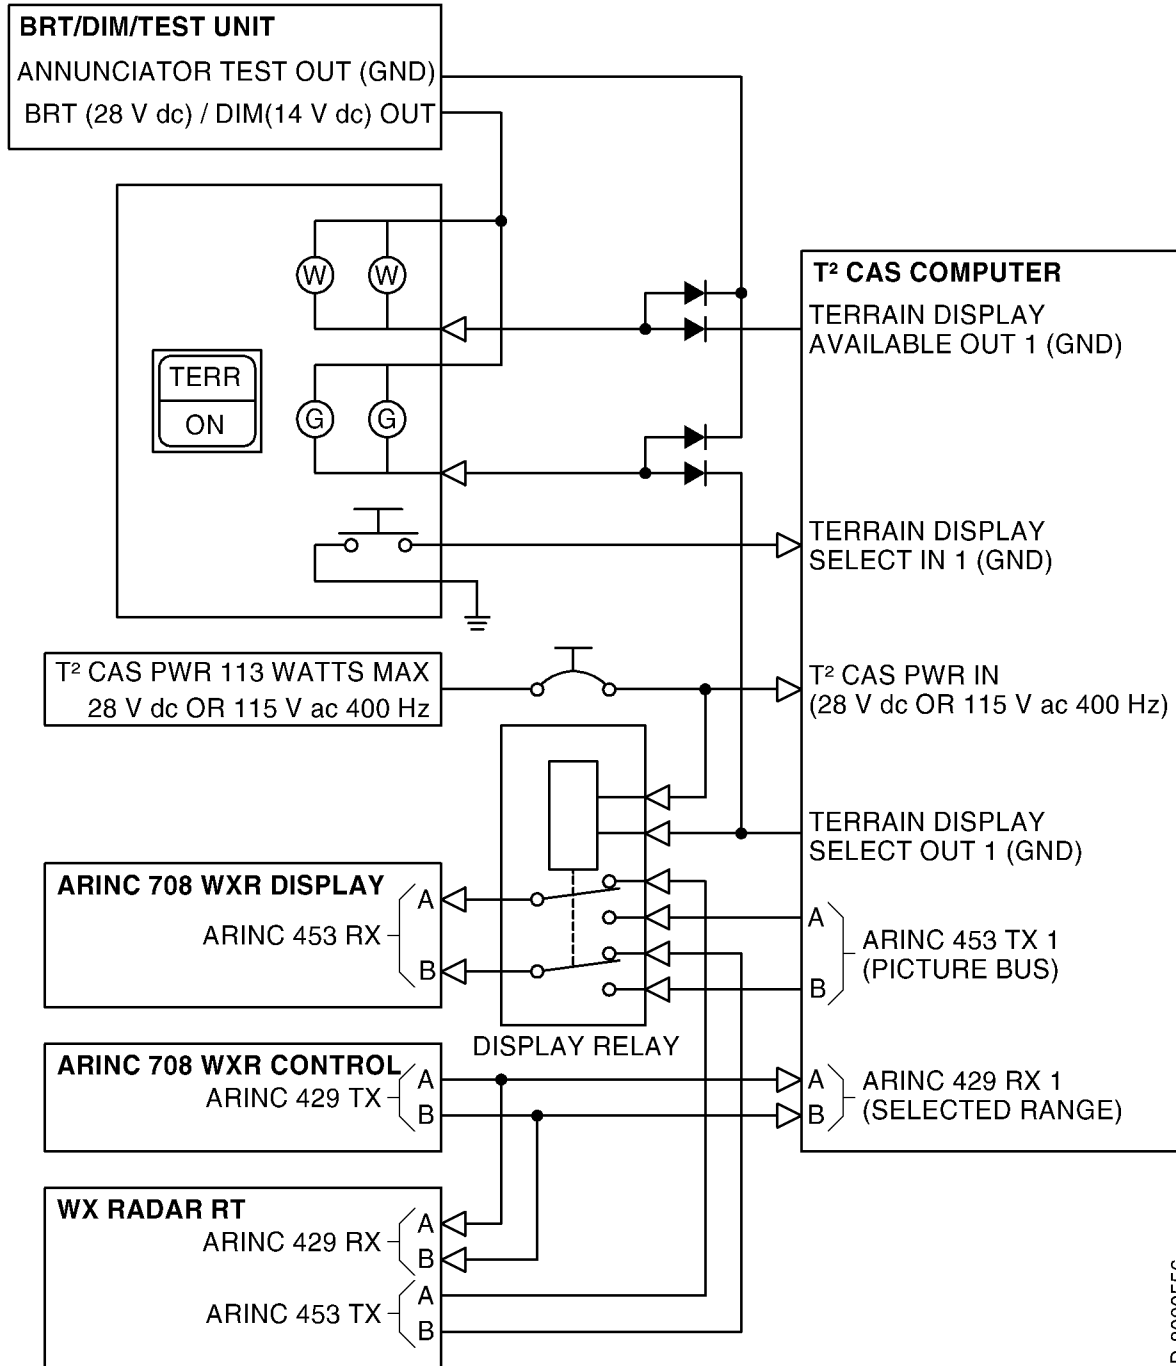 BRT/DIM/TEST UNIT
ANNUNCIATOR TEST OUT (GND)
BRT (28 V dc) / DIM(14 V dc) OUT
W W
TERR
ON
G G
T² CAS COMPUTER
TERRAIN DISPLAY
AVAILABLE OUT 1 (GND)
TERRAIN DISPLAY
SELECT IN 1 (GND)
T² CAS PWR 113 WATTS MAX
28 V dc OR 115 V ac 400 Hz
T² CAS PWR IN
(28 V dc OR 115 V ac 400 Hz)
TERRAIN DISPLAY
SELECT OUT 1 (GND)
ARINC 708 WXR DISPLAY
A
ARINC 453 RX
B
A
ARINC 453 TX 1
(PICTURE BUS)
B
DISPLAY RELAY
ARINC 708 WXR CONTROL
A
ARINC 429 TX
B
A
ARINC 429 RX 1
B
(SELECTED RANGE)
WX RADAR RT
A
ARINC 429 RX
B
A
ARINC 453 TX
B